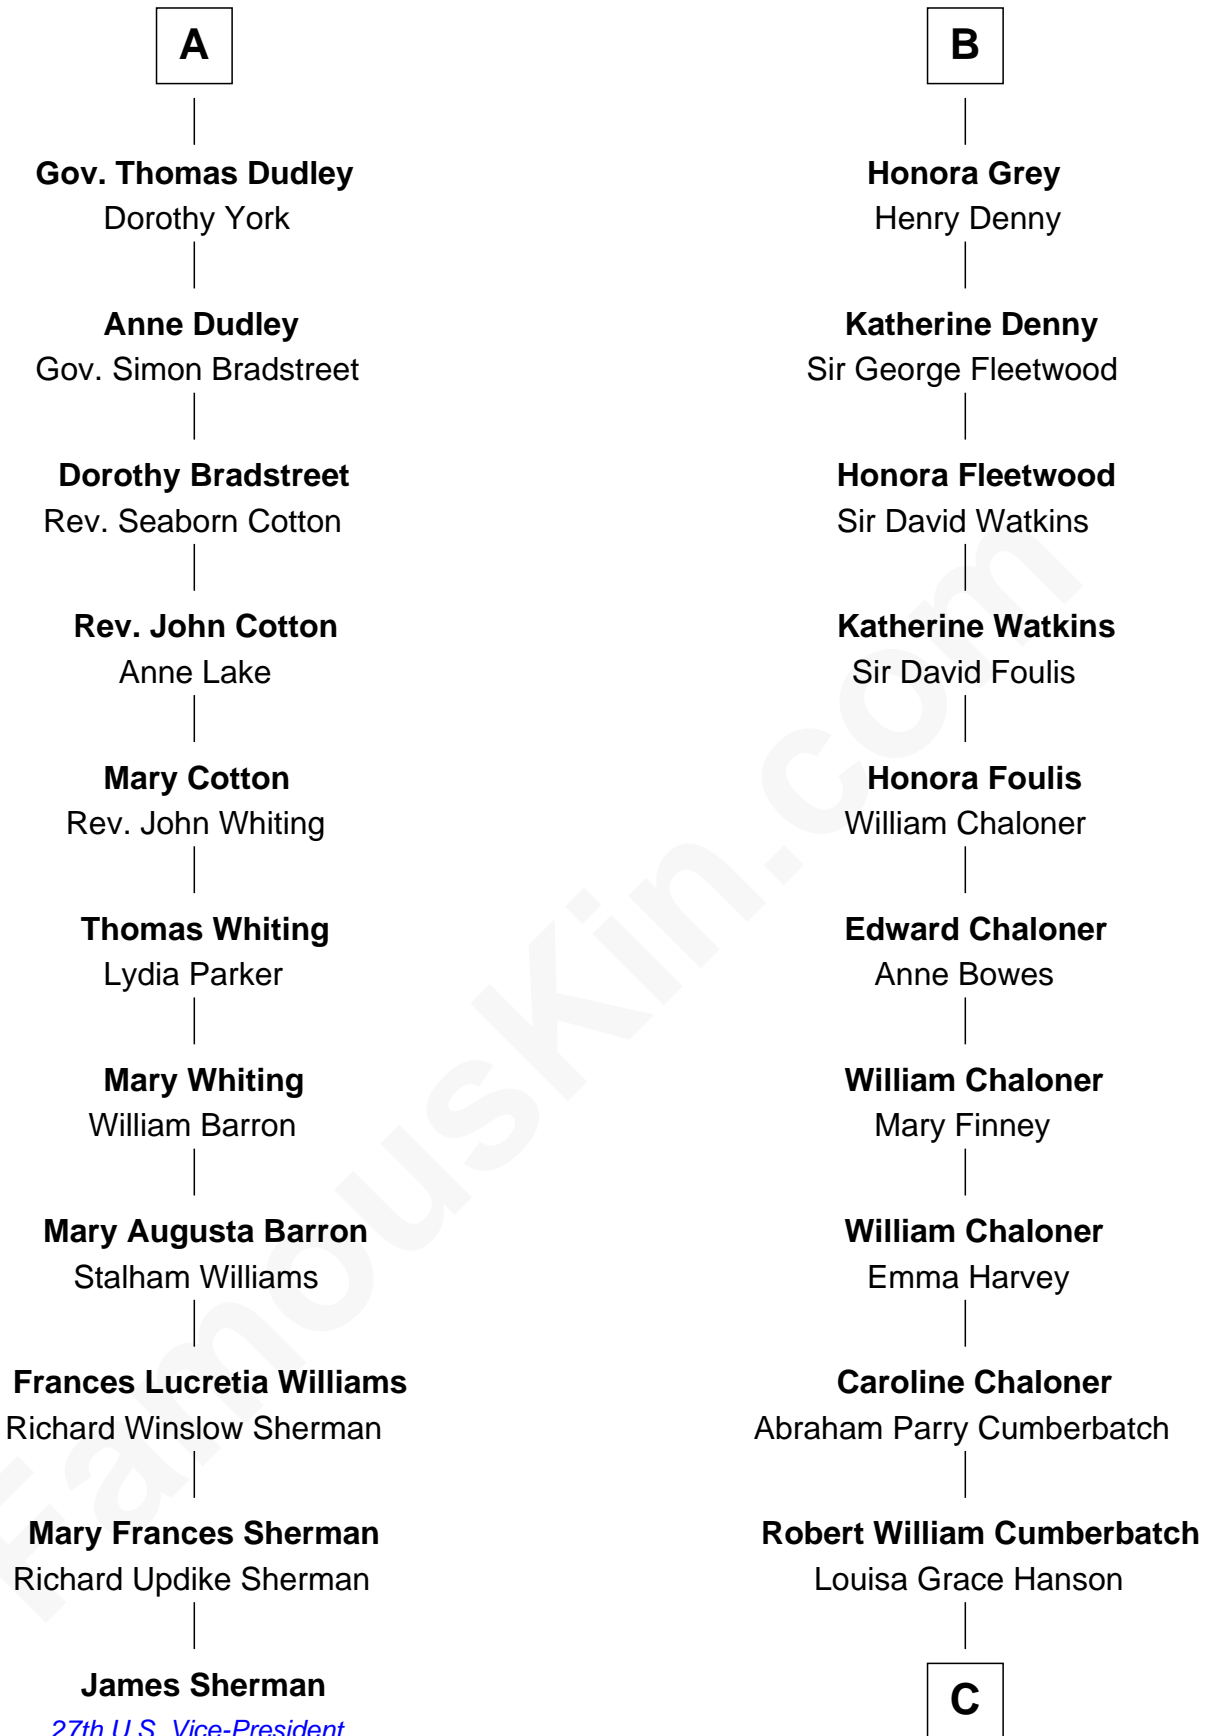 A
Gov. Thomas Dudley
Dorothy York
Anne Dudley
Gov. Simon Bradstreet
Dorothy Bradstreet
Rev. Seaborn Cotton
Rev. John Cotton
Anne Lake
Mary Cotton
Rev. John Whiting
Thomas Whiting
Lydia Parker
Mary Whiting
William Barron
Mary Augusta Barron
Stalham Williams
Frances Lucretia Williams
Richard Winslow Sherman
Mary Frances Sherman
Richard Updike Sherman
James Sherman
27th U.S. Vice-President
B
Honora Grey
Henry Denny
Katherine Denny
Sir George Fleetwood
Honora Fleetwood
Sir David Watkins
Katherine Watkins
Sir David Foulis
Honora Foulis
William Chaloner
Edward Chaloner
Anne Bowes
William Chaloner
Mary Finney
William Chaloner
Emma Harvey
Caroline Chaloner
Abraham Parry Cumberbatch
Robert William Cumberbatch
Louisa Grace Hanson
C
FamousKin.com